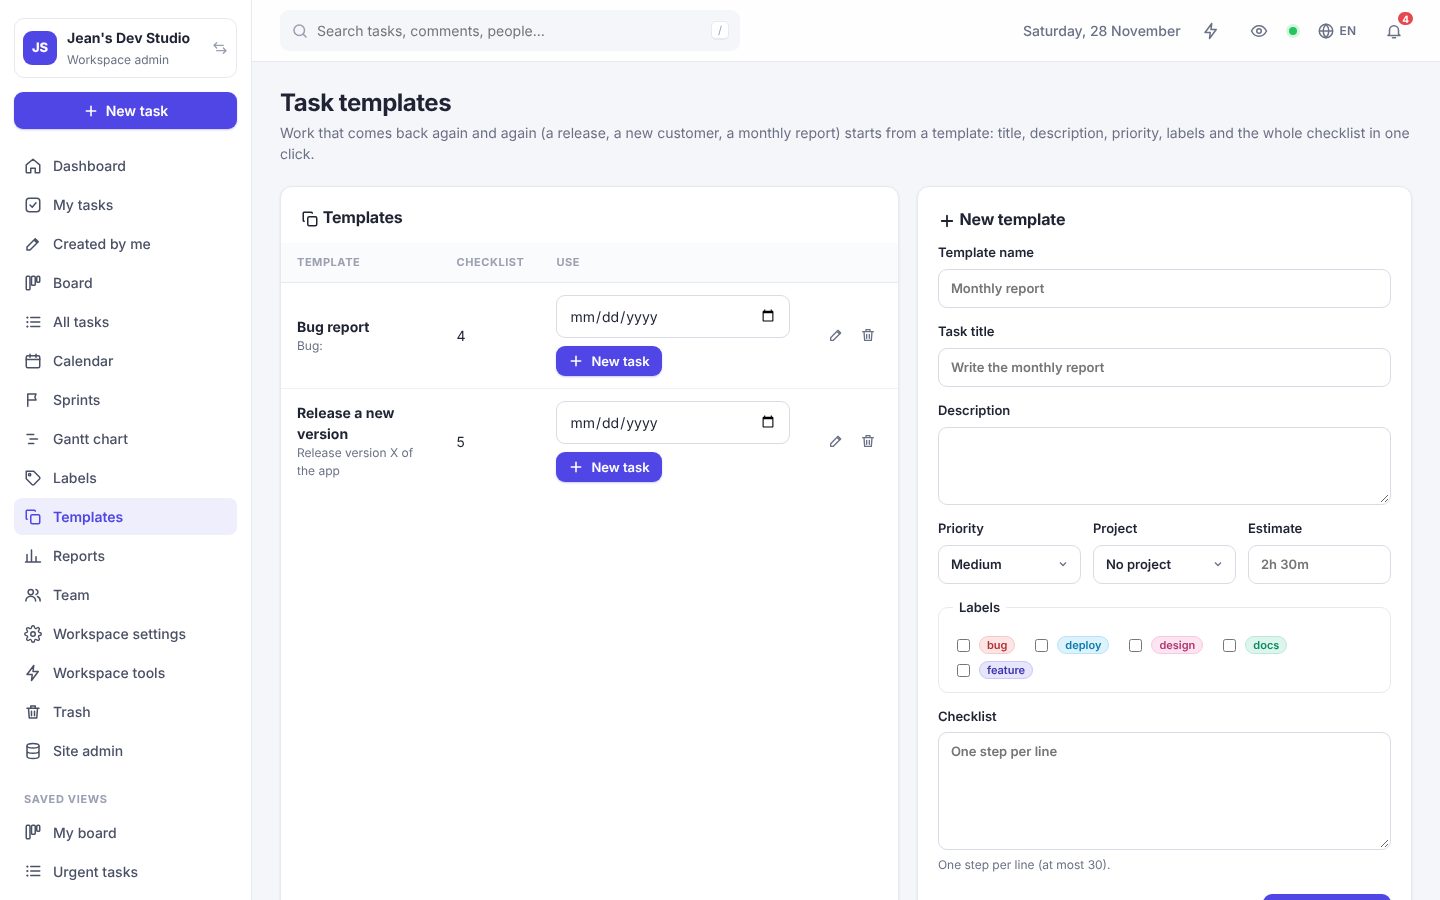 JS
Jean's Dev Studio
Workspace admin
New task
Dashboard
My tasks
Created by me
Board
All tasks
Calendar
Sprints
Gantt chart
Labels
Templates
Reports
Team
Workspace settings
Workspace tools
Trash
Site admin
SAVED VIEWS
My board
Urgent tasks
Search tasks, comments, people...
/
Saturday, 28 November
EN
4
Task templates
Work that comes back again and again (a release, a new customer, a monthly report) starts from a template: title, description, priority, labels and the whole checklist in one
click.
Templates
TEMPLATE CHECKLIST USE
Bug report
Bug:
4
mm/dd/yyyy
New task
Release a new
version
Release version X of
the app
5
mm/dd/yyyy
New task
New template
Template name
Monthly report
Task title
Write the monthly report
Description
Priority Project Estimate
Medium No project 2h 30m
Labels
bug deploy design docs
feature
Checklist
One step per line
One step per line (at most 30).